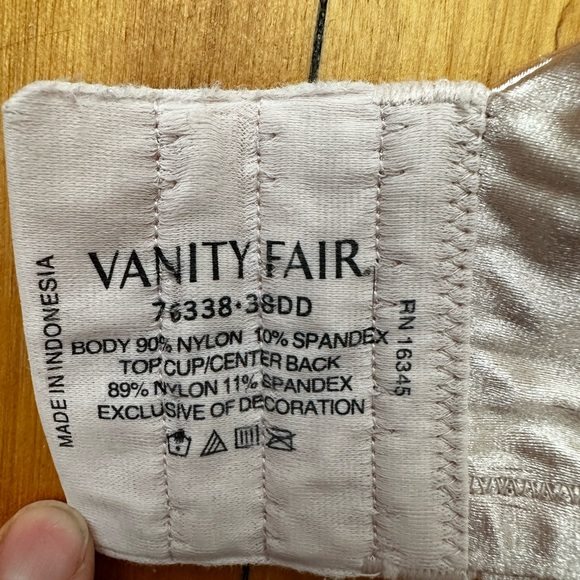 VANITY FAIR
76338·38DD
BODY 90% NYLON 10% SPANDEX
TOP CUP/CENTER BACK
89% NYLON 11% SPANDEX
EXCLUSIVE OF DECORATION
MADE IN INDONESIA
RN 16345